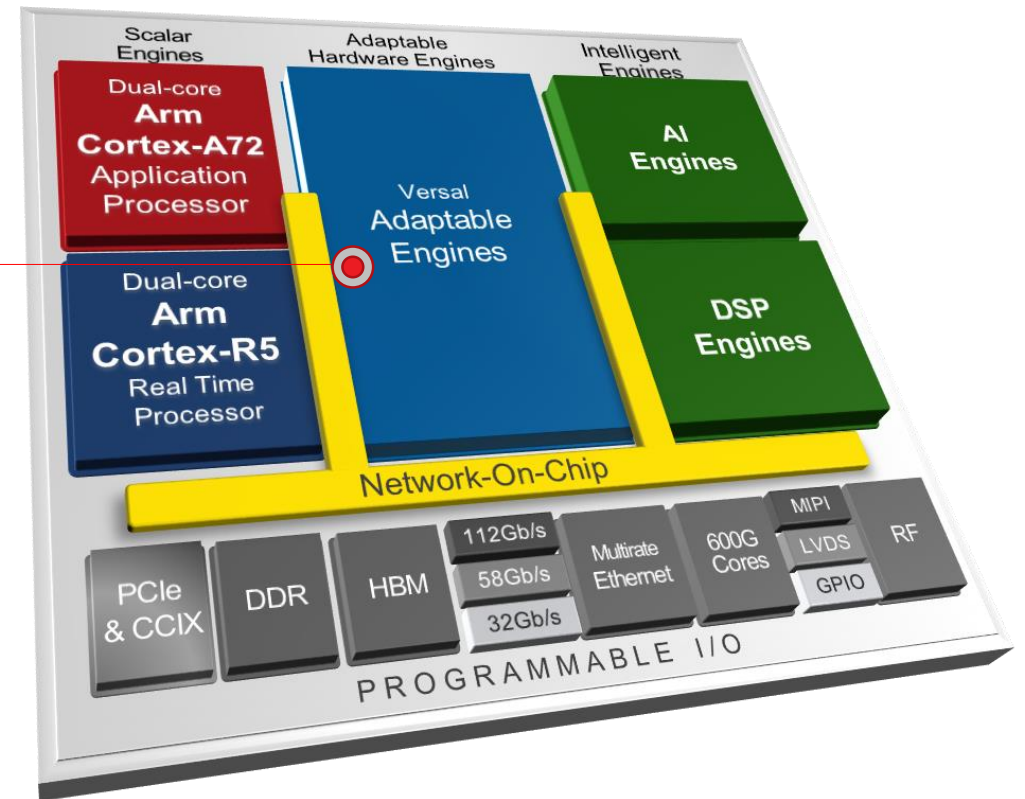 Scalar
Engines
Adaptable
Hardware Engines
Intelligent
Engines
Dual-core
Arm
Cortex-A72
Application
Processor
Versal
Adaptable
Engines
AI
Engines
Dual-core
Arm
Cortex-R5
Real Time
Processor
DSP
Engines
Network-On-Chip
PCIe
& CCIX
DDR
HBM
112Gb/s
58Gb/s
32Gb/s
Multirate
Ethernet
600G
Cores
MIPI
LVDS
GPIO
RF
PROGRAMMABLE I/O